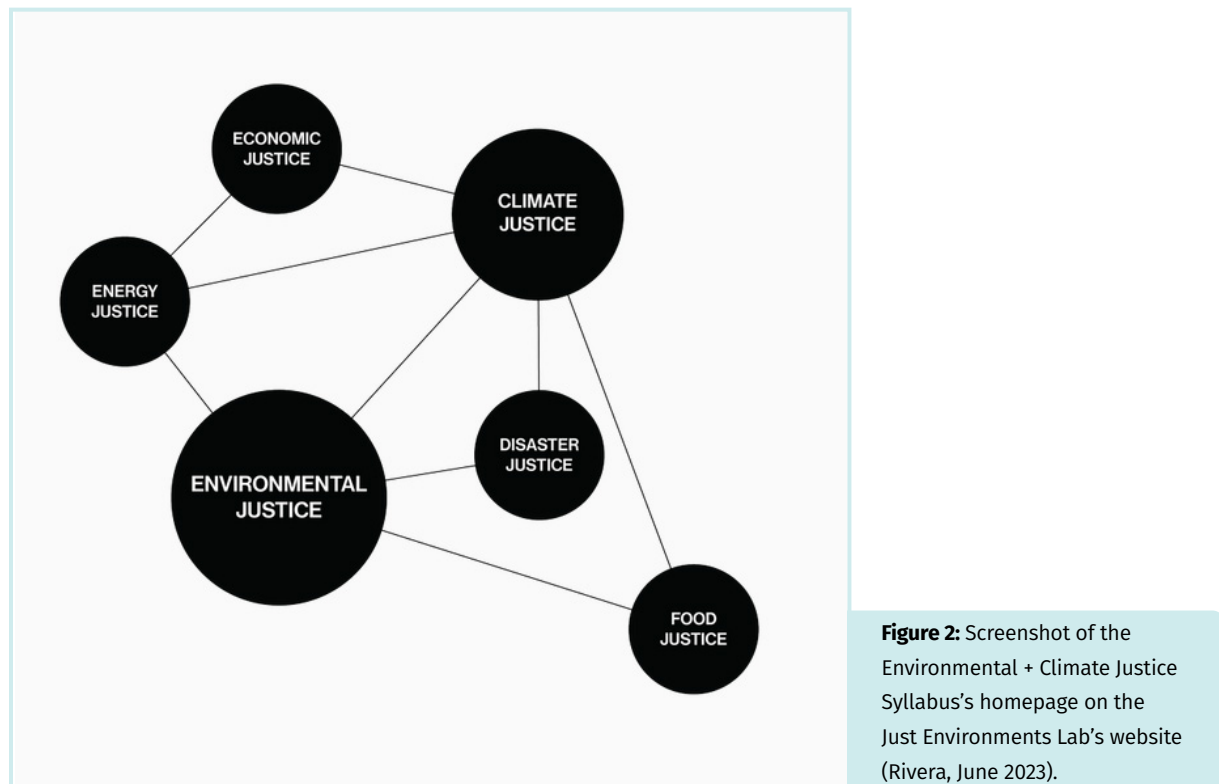 ECONOMIC
JUSTICE
CLIMATE
JUSTICE
ENERGY
JUSTICE
DISASTER
JUSTICE
ENVIRONMENTAL
JUSTICE
FOOD
JUSTICE
Figure 2: Screenshot of the
Environmental + Climate Justice
Syllabus’s homepage on the
Just Environments Lab’s website
(Rivera, June 2023).